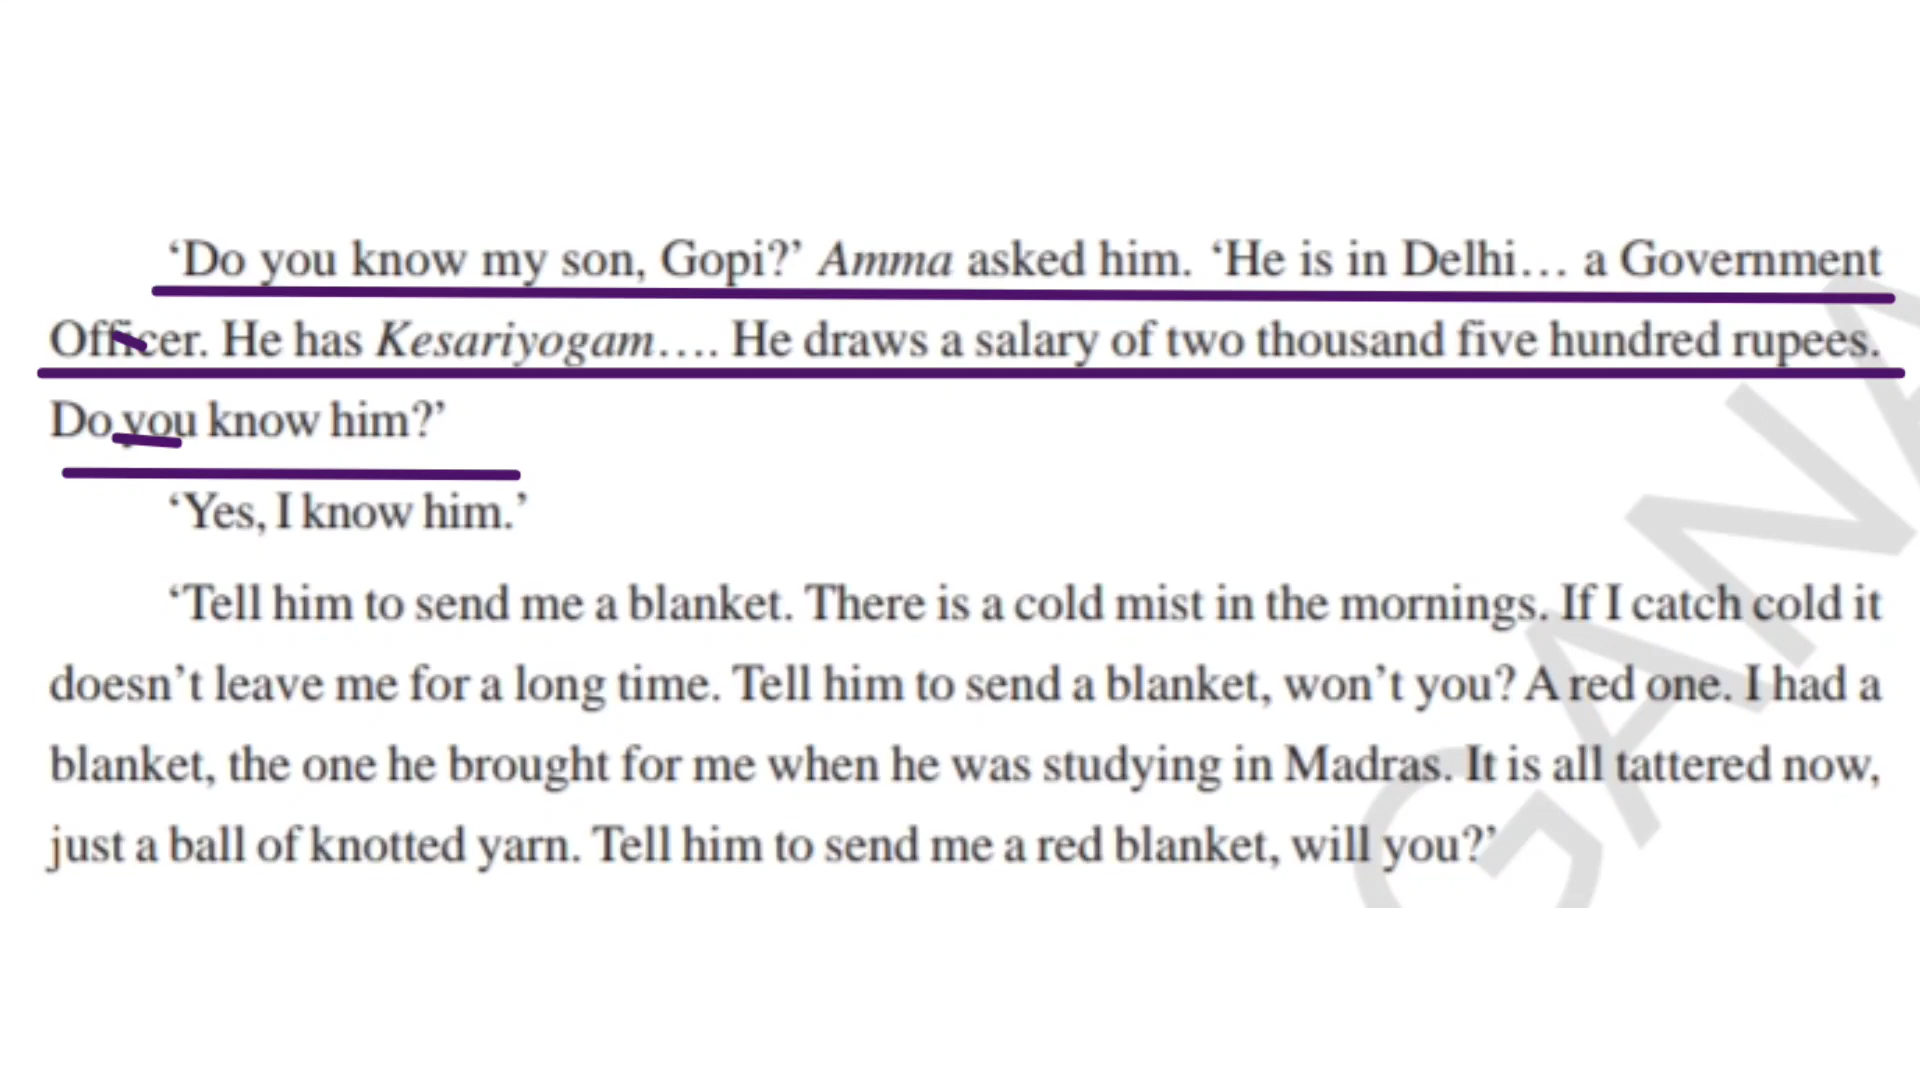 ‘Do you know my son, Gopi?’ Amma asked him. ‘He is in Delhi… a Government
Officer. He has Kesariyogam…. He draws a salary of two thousand five hundred rupees.
Do you know him?’
‘Yes, I know him.’
‘Tell him to send me a blanket. There is a cold mist in the mornings. If I catch cold it
doesn’t leave me for a long time. Tell him to send a blanket, won’t you? A red one. I had a
blanket, the one he brought for me when he was studying in Madras. It is all tattered now,
just a ball of knotted yarn. Tell him to send me a red blanket, will you?’
GANA